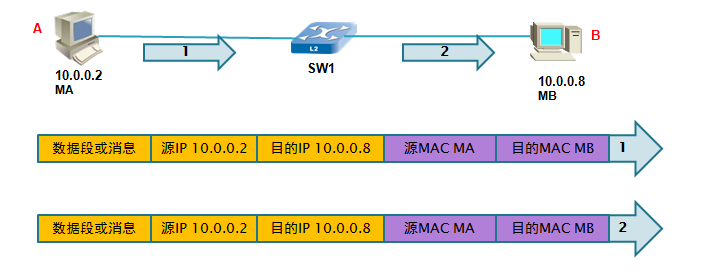 A
1
L2
2
B
SW1
10.0.0.2
MA
10.0.0.8
MB
数据段或消息 源IP 10.0.0.2 目的IP 10.0.0.8 源MAC MA 目的MAC MB 1
数据段或消息 源IP 10.0.0.2 目的IP 10.0.0.8 源MAC MA 目的MAC MB 2